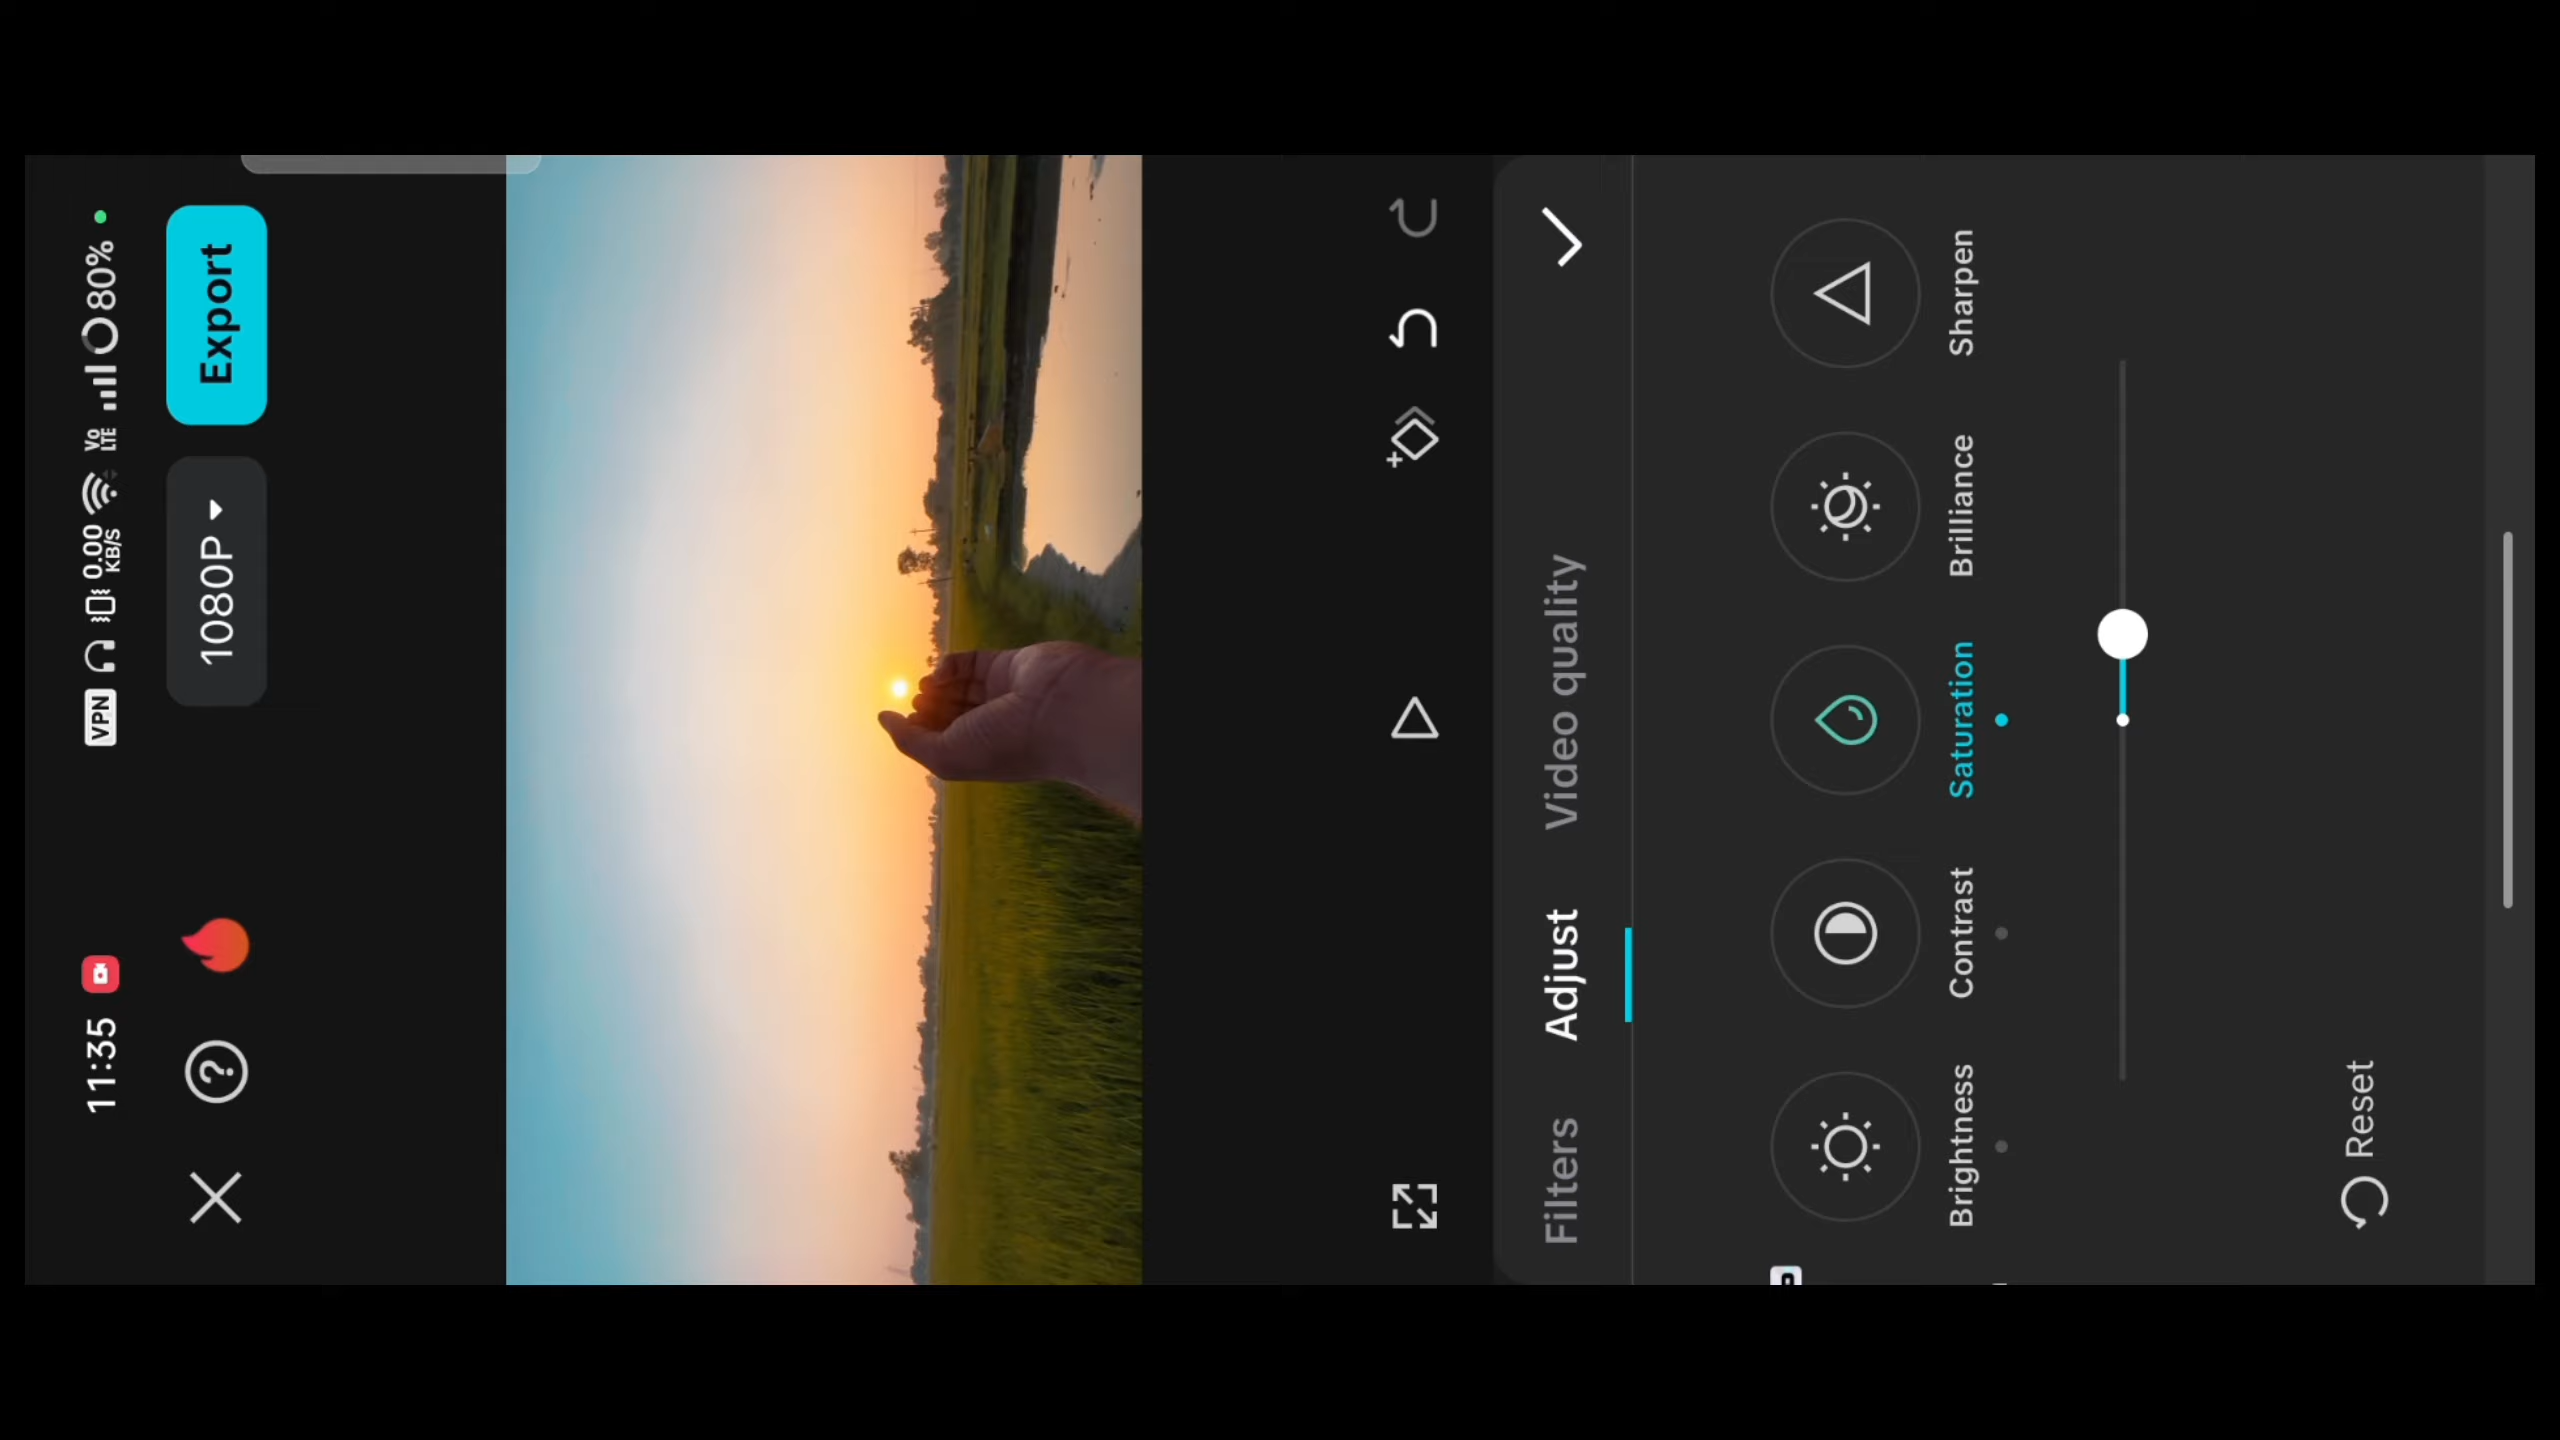 11:35
VPN 0.00 KB/S Vo LTE 80%
1080P
Export
Filters Adjust Video quality
Brightness Contrast Saturation Brilliance Sharpen
Reset